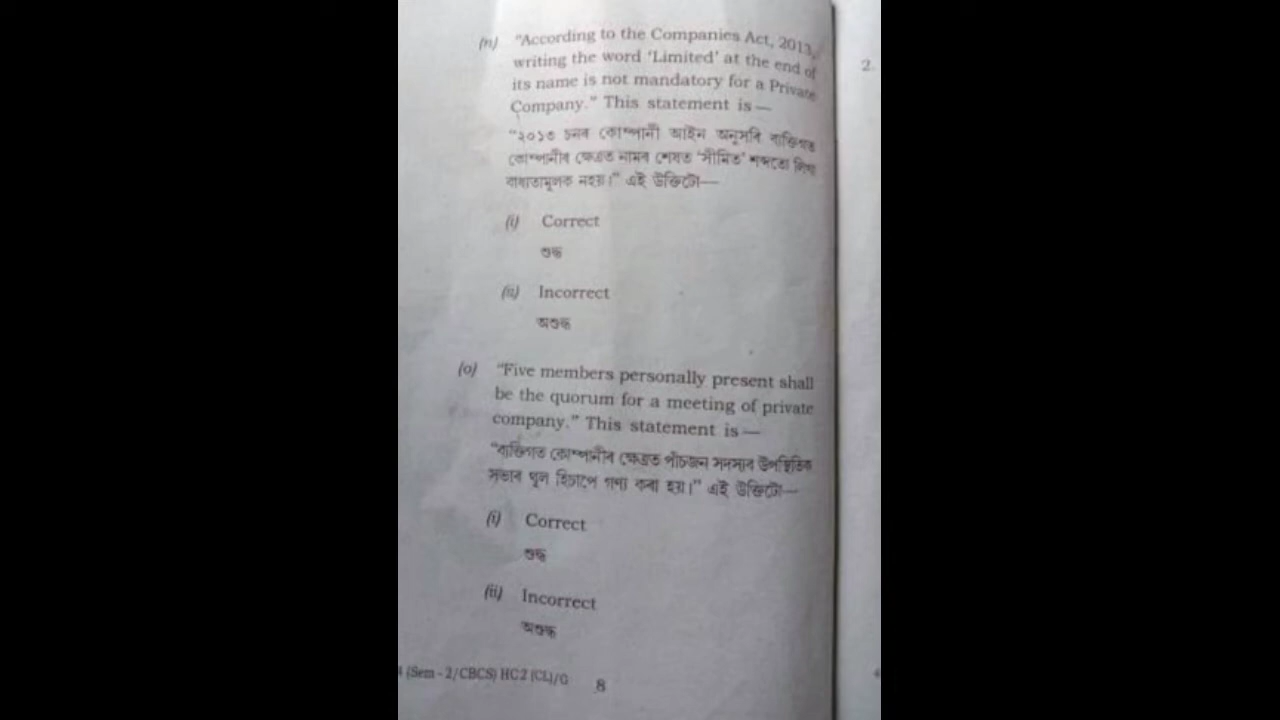 (n) "According to the Companies Act, 2013,
writing the word 'Limited' at the end of
its name is not mandatory for a Private
Company." This statement is —
"২০১৩ চনৰ কোম্পানী আইন অনুসৰি ব্যক্তিগত
কোম্পানীৰ ক্ষেত্ৰত নামৰ শেষত 'সীমিত' শব্দটো লিখা
বাধ্যতামূলক নহয়।" এই উক্তিটো—
(i) Correct
শুদ্ধ
(ii) Incorrect
অশুদ্ধ
(o) "Five members personally present shall
be the quorum for a meeting of private
company." This statement is —
"ব্যক্তিগত কোম্পানীৰ ক্ষেত্ৰত পাঁচজন সদস্যৰ উপস্থিতিক
সভাৰ হিচাপে গণ্য কৰা হয়।" এই উক্তিটো—
(i) Correct
শুদ্ধ
(ii) Incorrect
অশুদ্ধ
(Sem - 2/CBCS) HC2 (CL)/G 8
2.